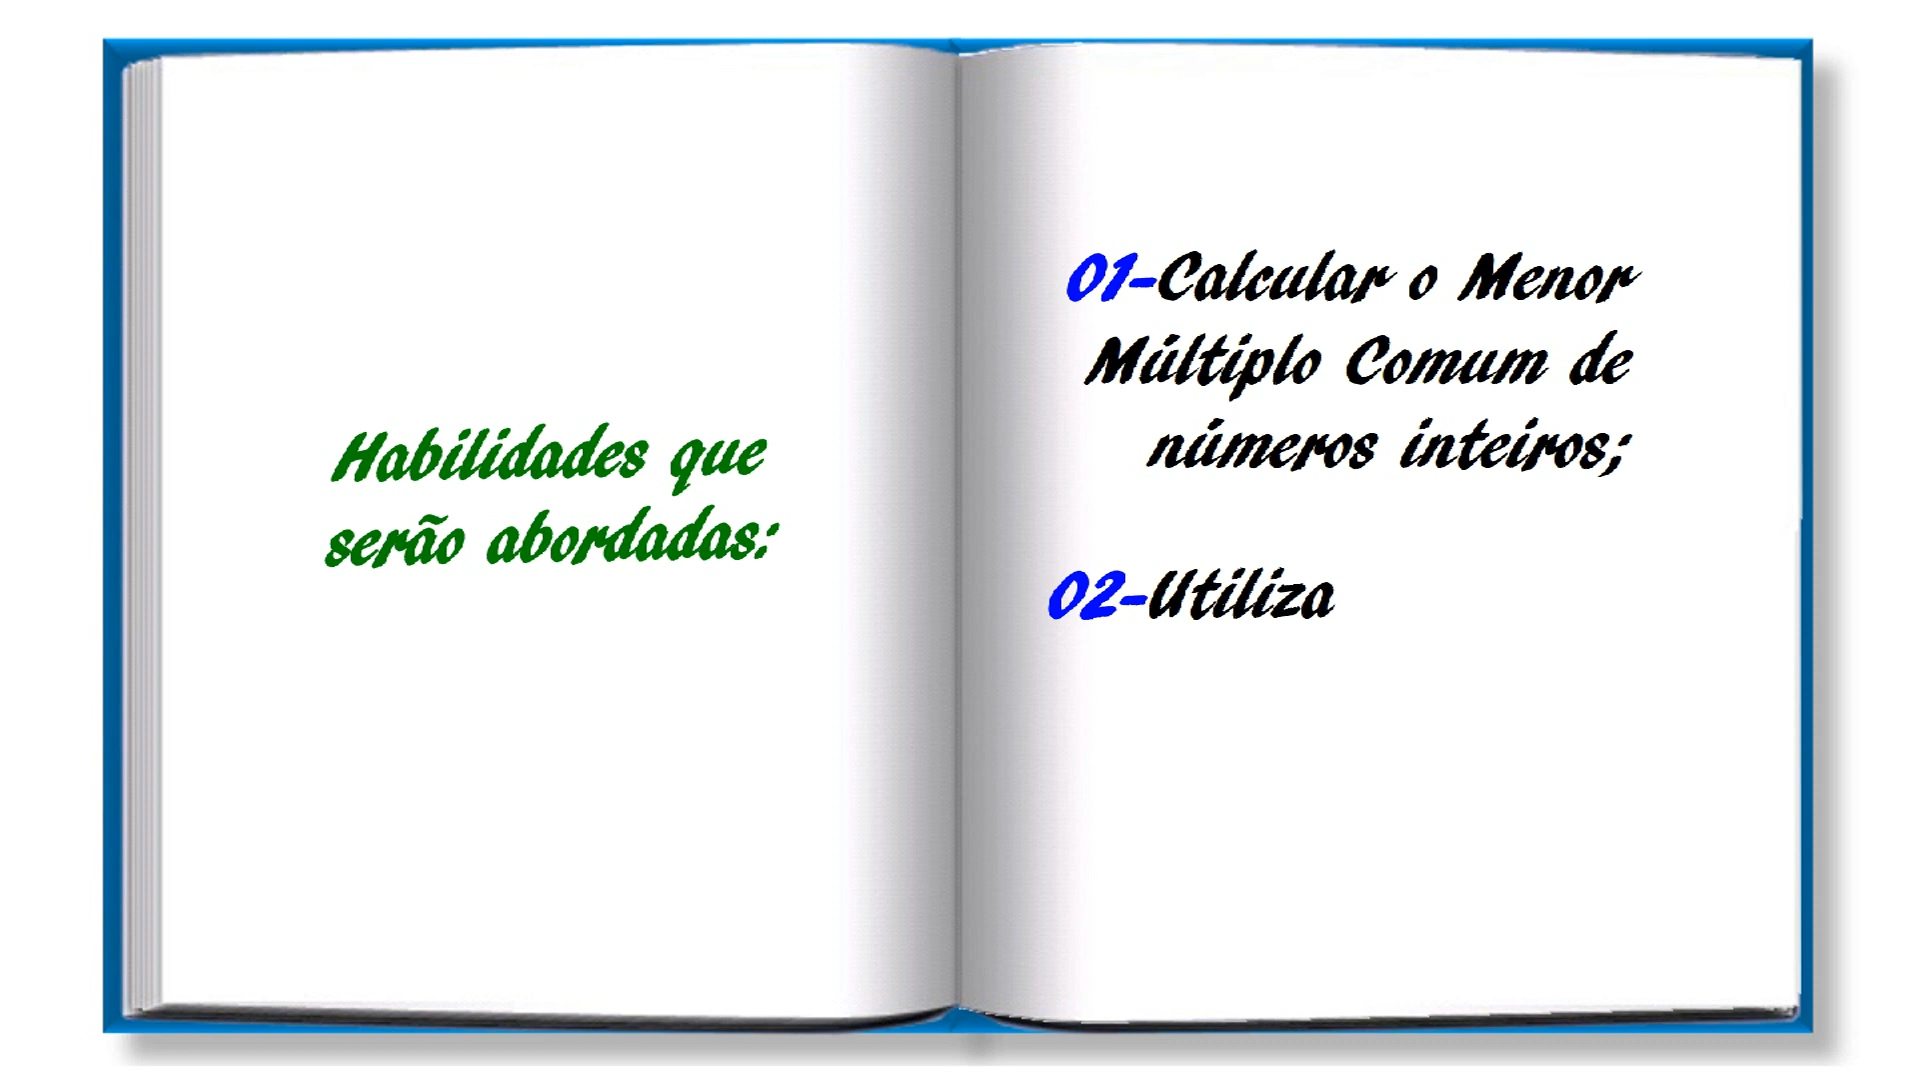 Habilidades que
serão abordadas:
01-Calcular o Menor
Múltiplo Comum de
números inteiros;
02-Utiliza